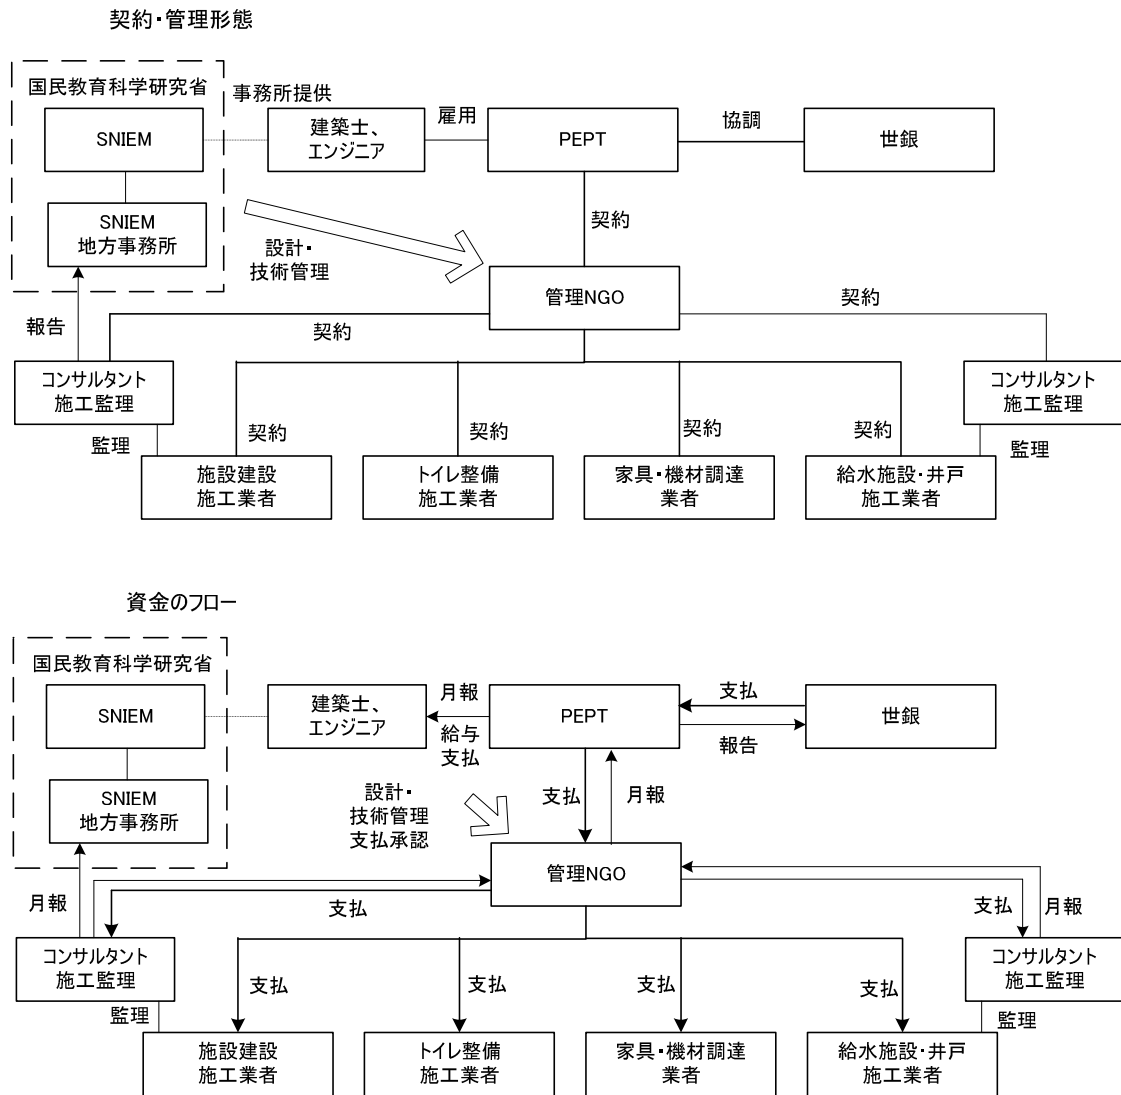 契約・管理形態
国民教育科学研究省
事務所提供
SNIEM
建築士、
エンジニア
雇用
PEPT
協調
世銀
SNIEM
地方事務所
設計・
技術管理
契約
管理NGO
報告
契約
契約
コンサルタント
施工監理
コンサルタント
施工監理
監理
契約
契約
契約
契約
監理
施設建設
施工業者
トイレ整備
施工業者
家具・機材調達
業者
給水施設・井戸
施工業者
資金のフロー
国民教育科学研究省
SNIEM
建築士、
エンジニア
月報
給与
支払
PEPT
支払
報告
世銀
SNIEM
地方事務所
設計・
技術管理
支払承認
支払
月報
管理NGO
月報
支払
支払
月報
コンサルタント
施工監理
コンサルタント
施工監理
監理
支払
支払
支払
支払
監理
施設建設
施工業者
トイレ整備
施工業者
家具・機材調達
業者
給水施設・井戸
施工業者